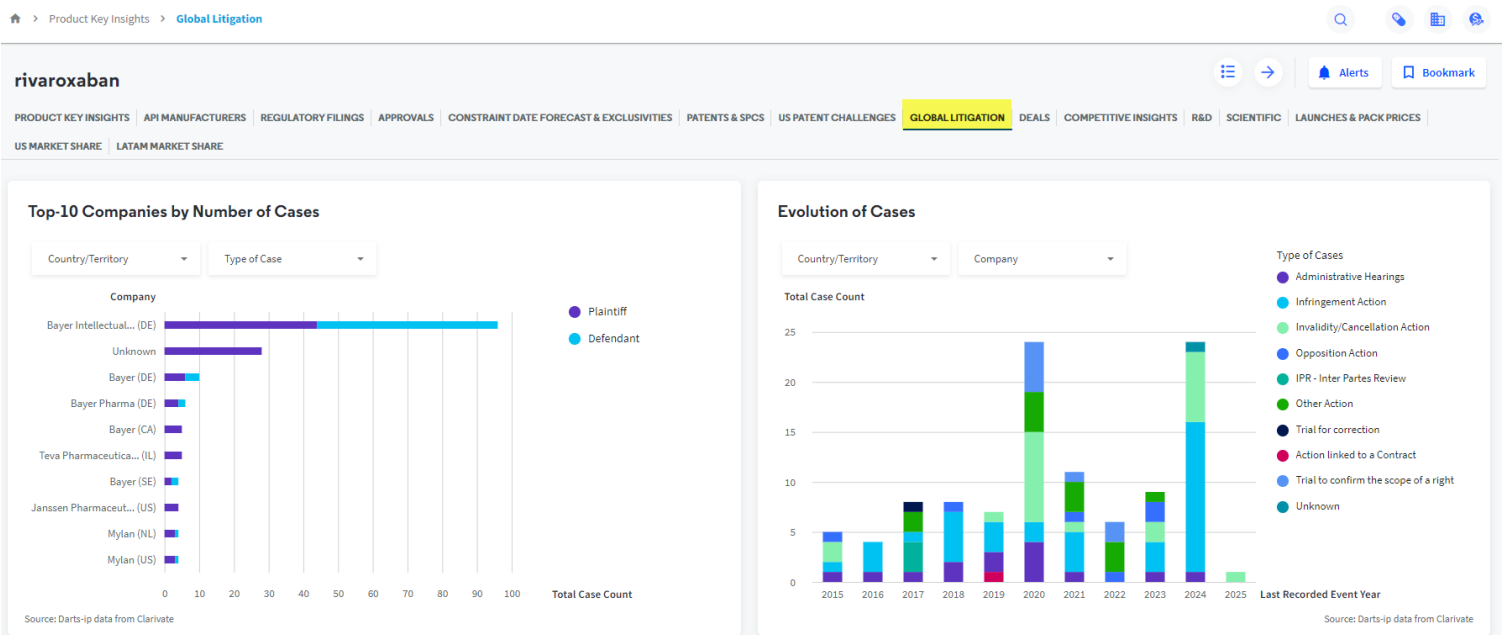 Product Key Insights > Global Litigation
rivaroxaban
Alerts
Bookmark
PRODUCT KEY INSIGHTS API MANUFACTURERS REGULATORY FILINGS APPROVALS CONSTRAINT DATE FORECAST & EXCLUSIVITIES PATENTS & SPCS US PATENT CHALLENGES GLOBAL LITIGATION DEALS COMPETITIVE INSIGHTS R&D SCIENTIFIC LAUNCHES & PACK PRICES
US MARKET SHARE LATAM MARKET SHARE
Top-10 Companies by Number of Cases
Country/Territory
Type of Case
Company
Bayer Intellectual... (DE)
Unknown
Bayer (DE)
Bayer Pharma (DE)
Bayer (CA)
Teva Pharmaceutica... (IL)
Bayer (SE)
Janssen Pharmaceut... (US)
Mylan (NL)
Mylan (US)
0 10 20 30 40 50 60 70 80 90 100
Total Case Count
Plaintiff
Defendant
Source: Darts-ip data from Clarivate
Evolution of Cases
Country/Territory
Company
Total Case Count
25
20
15
10
5
0
2015 2016 2017 2018 2019 2020 2021 2022 2023 2024 2025
Last Recorded Event Year
Type of Cases
Administrative Hearings
Infringement Action
Invalidity/Cancellation Action
Opposition Action
IPR - Inter Partes Review
Other Action
Trial for correction
Action linked to a Contract
Trial to confirm the scope of a right
Unknown
Source: Darts-ip data from Clarivate